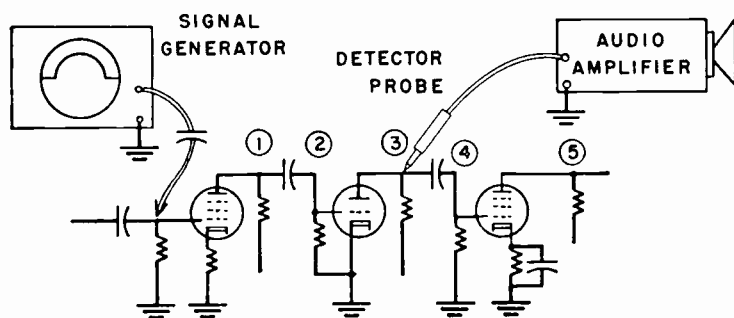 SIGNAL
GENERATOR
DETECTOR
PROBE
AUDIO
AMPLIFIER
1
2
3
4
5